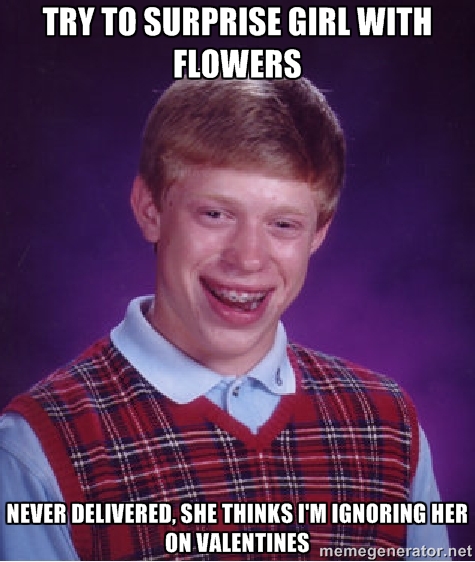 TRY TO SURPRISE GIRL WITH
FLOWERS
NEVER DELIVERED, SHE THINKS I'M IGNORING HER
ON VALENTINES
memegenerator.net